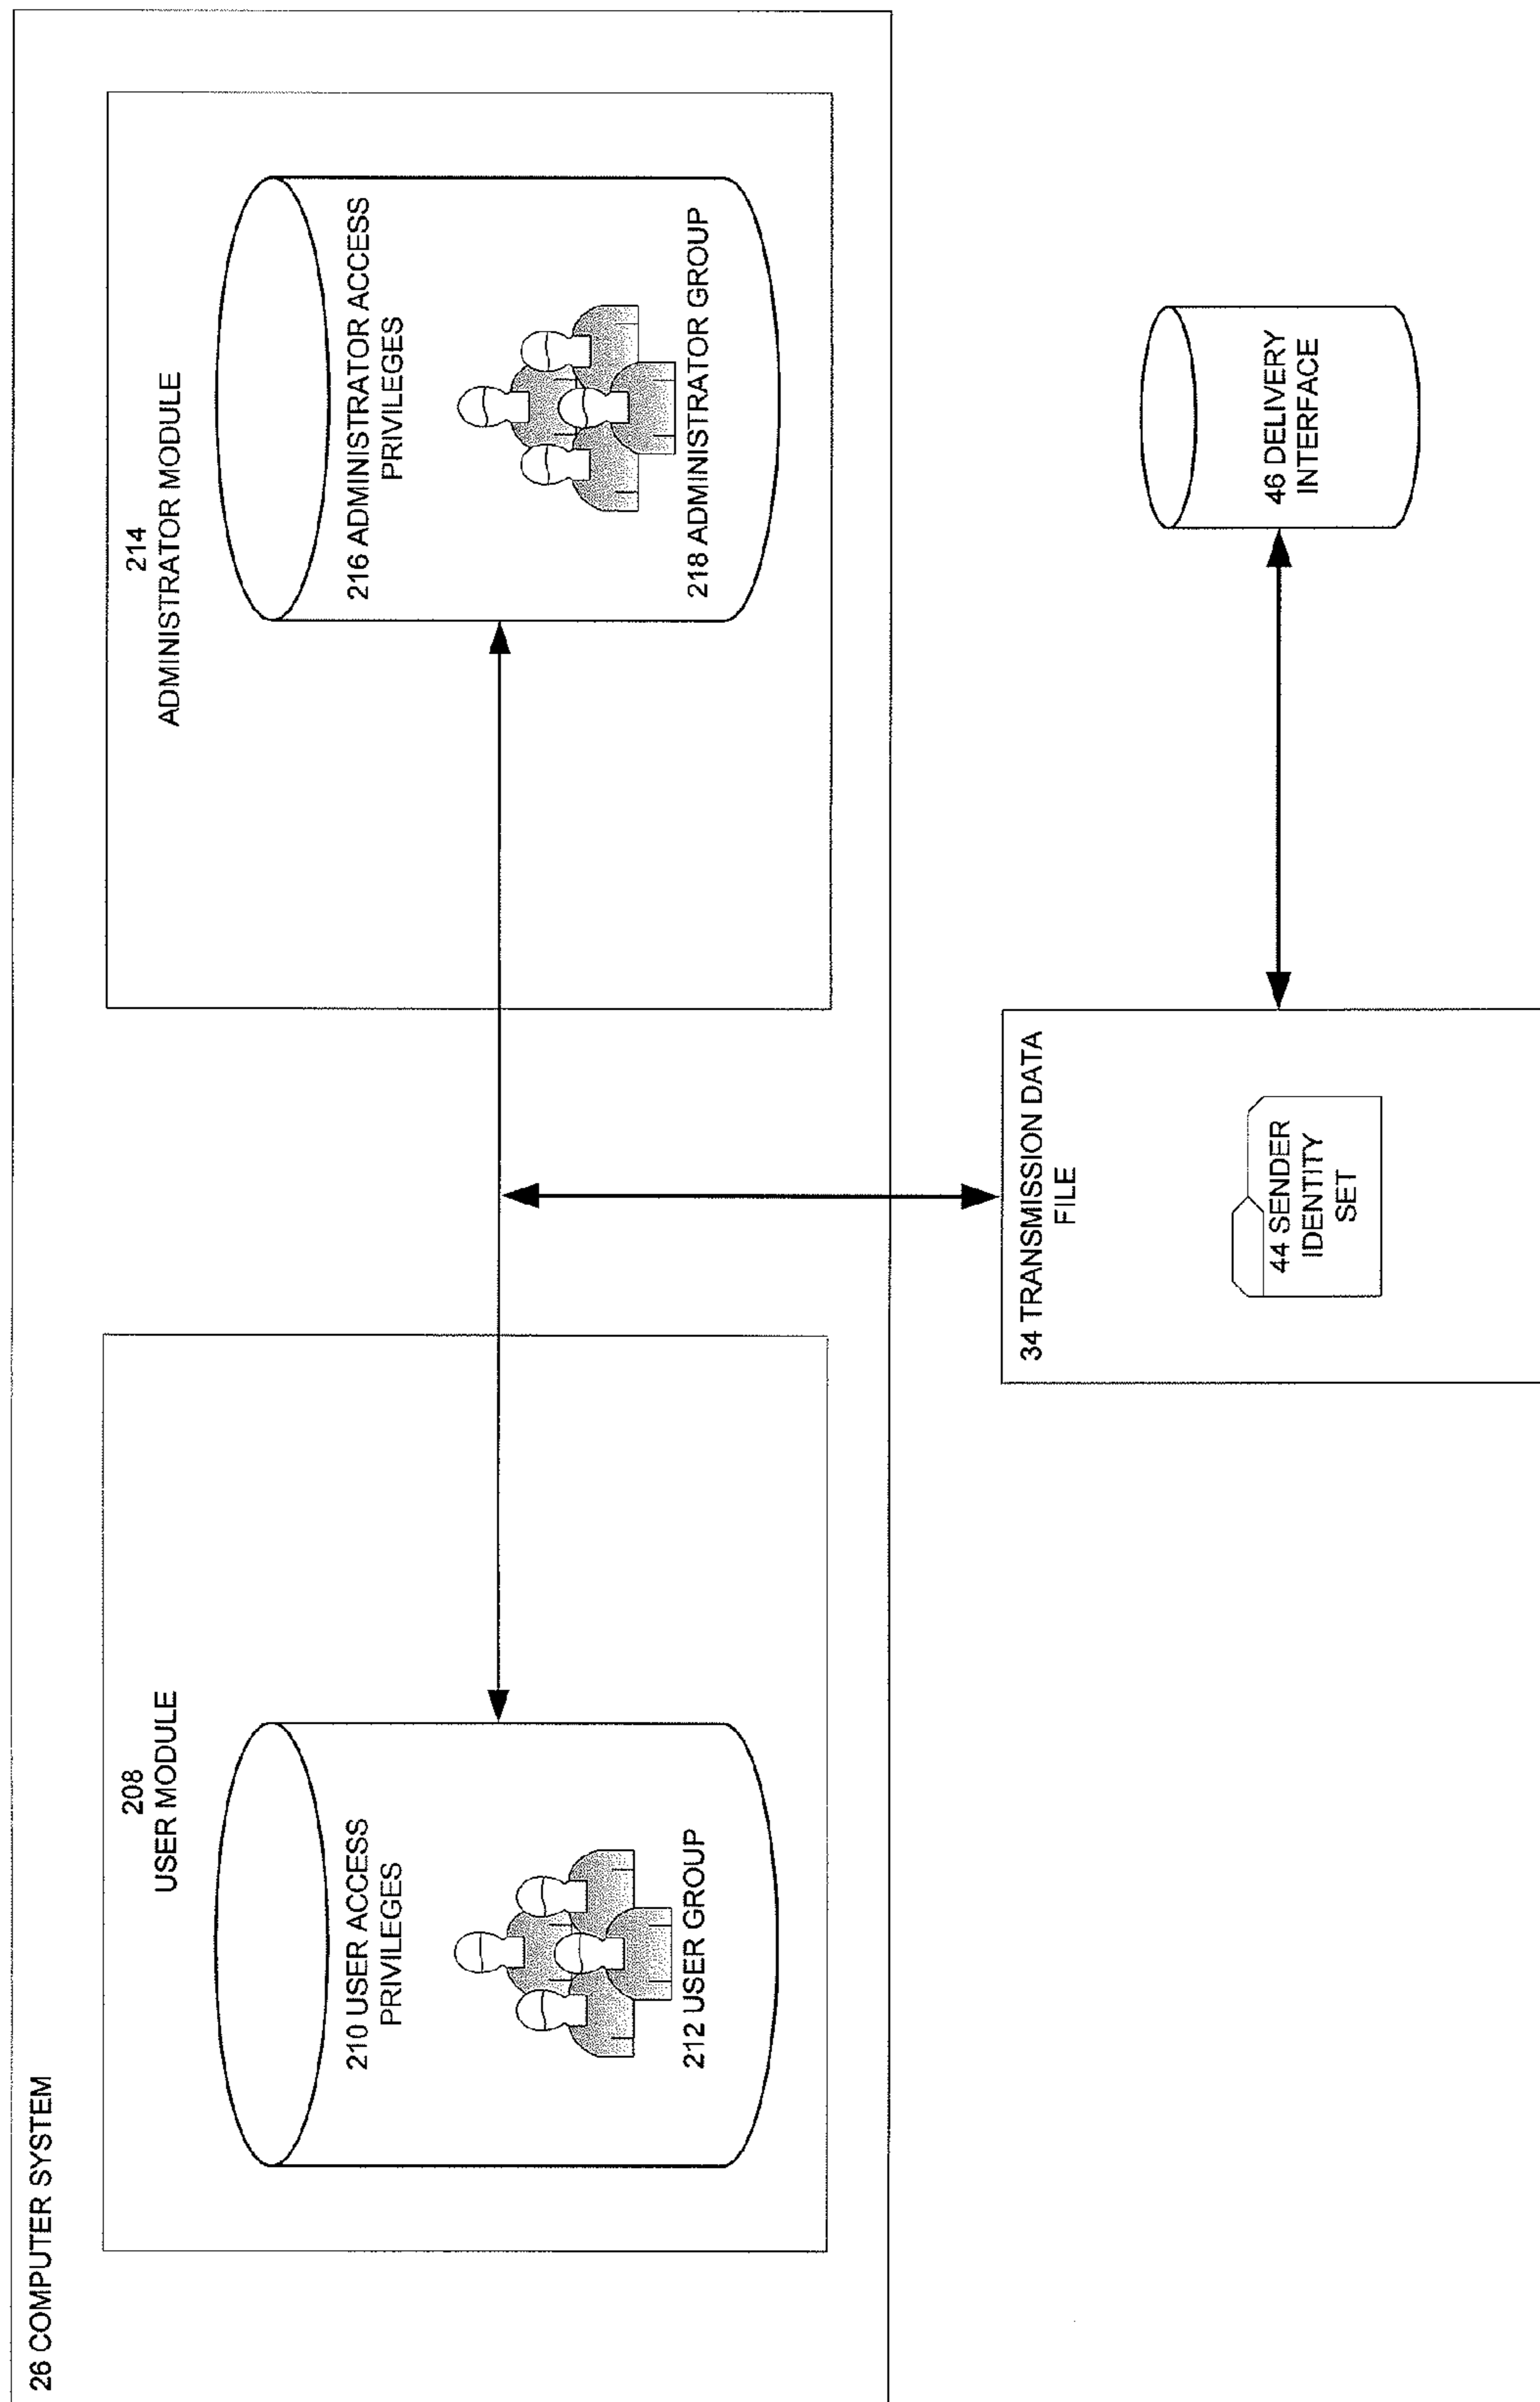 26 COMPUTER SYSTEM
208
USER MODULE
210 USER ACCESS
PRIVILEGES
212 USER GROUP
214
ADMINISTRATOR MODULE
216 ADMINISTRATOR ACCESS
PRIVILEGES
218 ADMINISTRATOR GROUP
34 TRANSMISSION DATA
FILE
44 SENDER
IDENTITY
SET
46 DELIVERY
INTERFACE